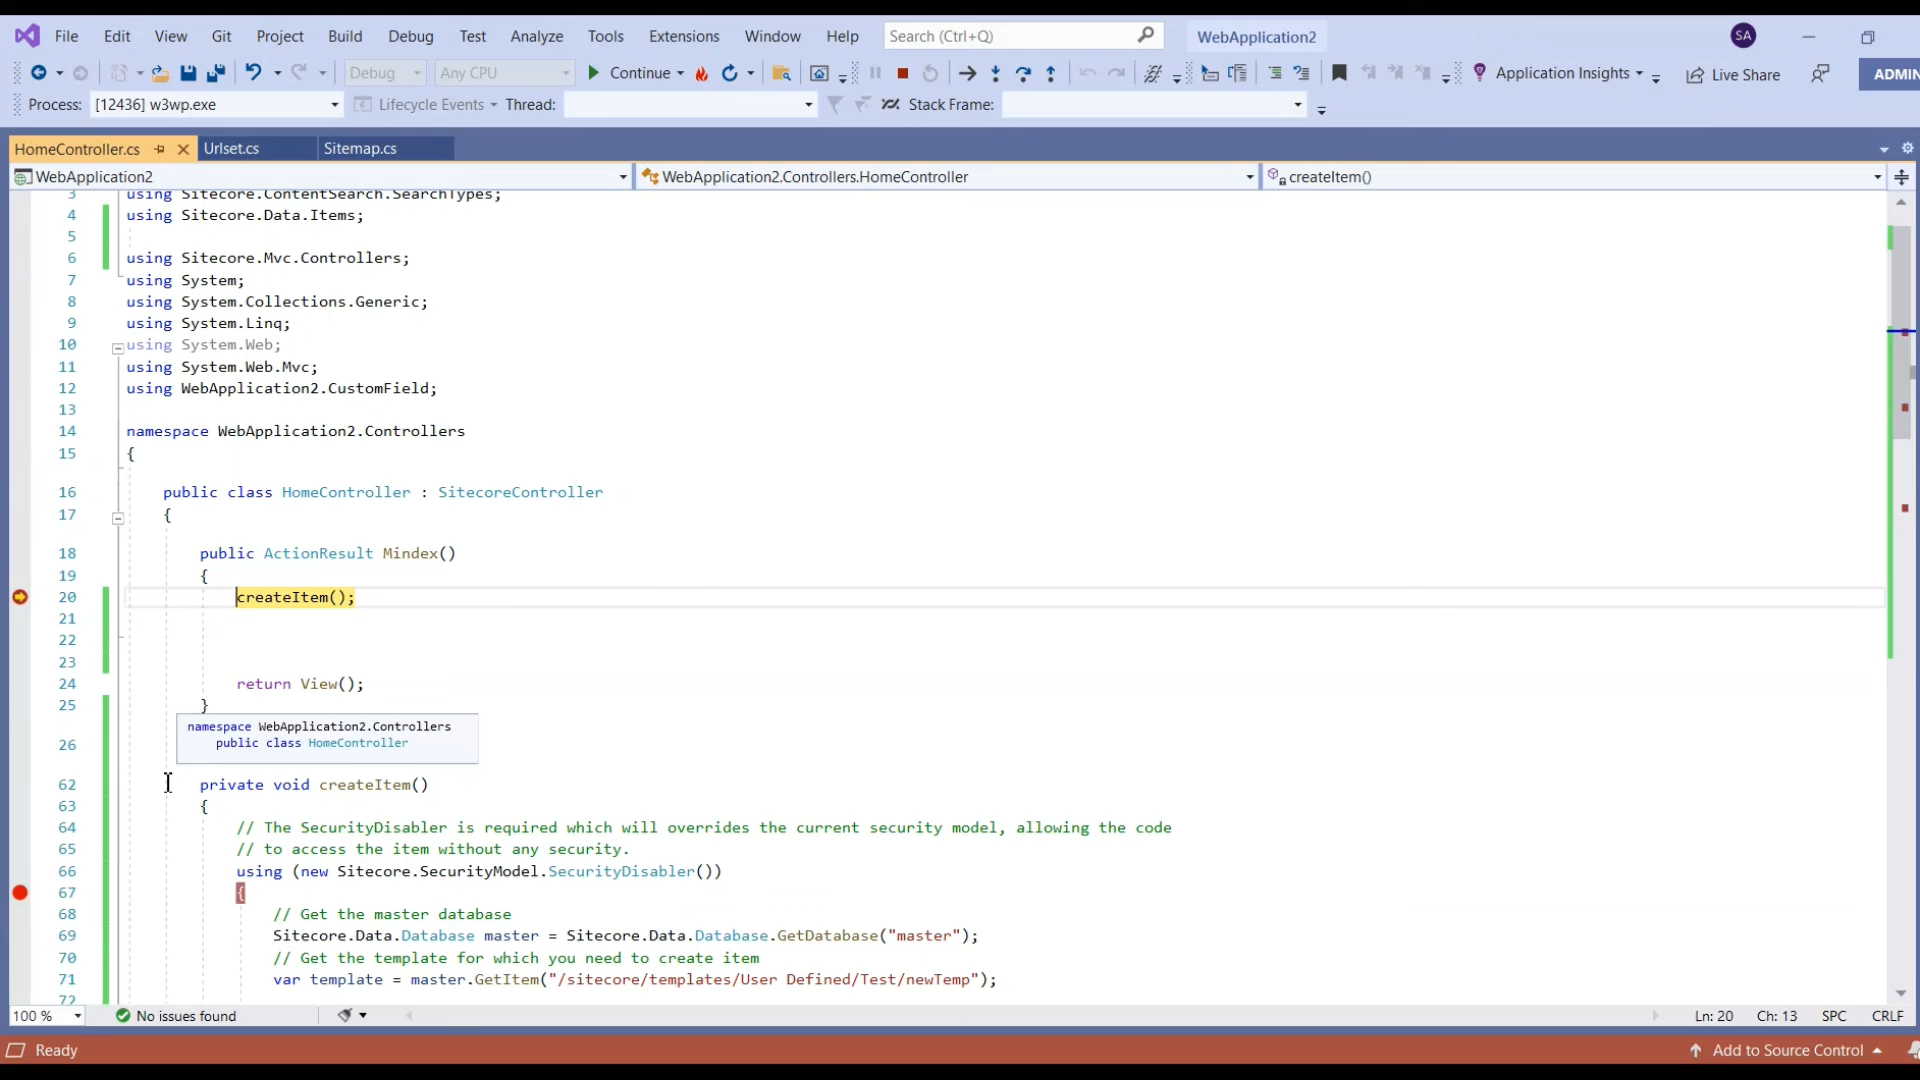 File Edit View Git Project Build Debug Test Analyze Tools Extensions Window Help Search (Ctrl+Q) WebApplication2 SA
Debug Any CPU Continue Application Insights Live Share ADMIN
Process: [12436] w3wp.exe Lifecycle Events Thread: Stack Frame:
HomeController.cs Urlset.cs Sitemap.cs
WebApplication2 WebApplication2.Controllers.HomeController createItem()
3 using Sitecore.ContentSearch.SearchTypes;
4 using Sitecore.Data.Items;
5
6 using Sitecore.Mvc.Controllers;
7 using System;
8 using System.Collections.Generic;
9 using System.Linq;
10 using System.Web;
11 using System.Web.Mvc;
12 using WebApplication2.CustomField;
13
14 namespace WebApplication2.Controllers
15 {
16 public class HomeController : SitecoreController
17 {
18 public ActionResult Mindex()
19 {
20 createItem();
21
22
23
24 return View();
25 }
namespace WebApplication2.Controllers
26 public class HomeController
62 private void createItem()
63 {
64 // The SecurityDisabler is required which will overrides the current security model, allowing the code
65 // to access the item without any security.
66 using (new Sitecore.SecurityModel.SecurityDisabler())
67 {
68 // Get the master database
69 Sitecore.Data.Database master = Sitecore.Data.Database.GetDatabase("master");
70 // Get the template for which you need to create item
71 var template = master.GetItem("/sitecore/templates/User Defined/Test/newTemp");
72
100 % No issues found Ln: 20 Ch: 13 SPC CRLF
Ready Add to Source Control